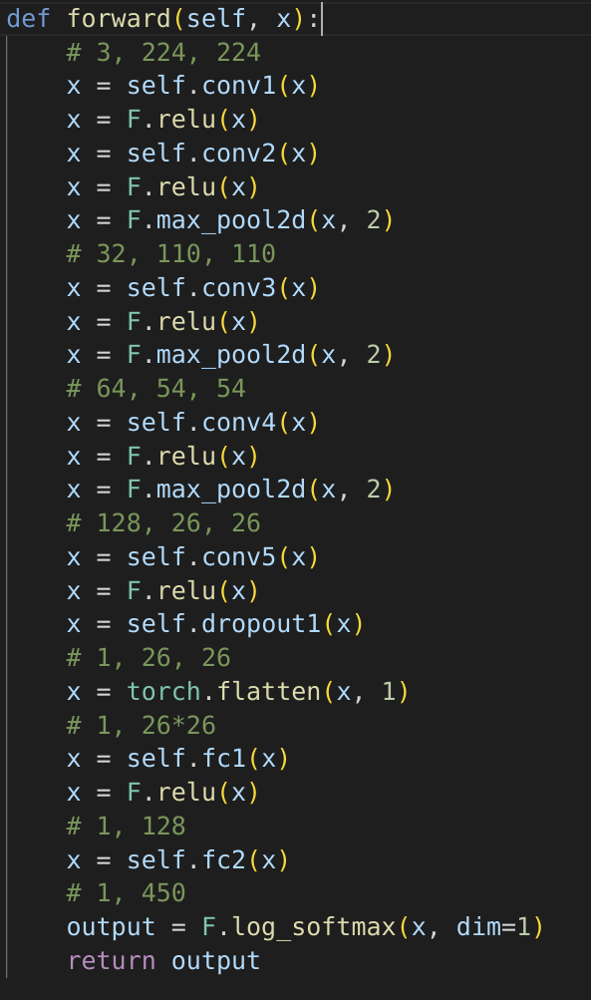 def forward(self, x):
    # 3, 224, 224
    x = self.conv1(x)
    x = F.relu(x)
    x = self.conv2(x)
    x = F.relu(x)
    x = F.max_pool2d(x, 2)
    # 32, 110, 110
    x = self.conv3(x)
    x = F.relu(x)
    x = F.max_pool2d(x, 2)
    # 64, 54, 54
    x = self.conv4(x)
    x = F.relu(x)
    x = F.max_pool2d(x, 2)
    # 128, 26, 26
    x = self.conv5(x)
    x = F.relu(x)
    x = self.dropout1(x)
    # 1, 26, 26
    x = torch.flatten(x, 1)
    # 1, 26*26
    x = self.fc1(x)
    x = F.relu(x)
    # 1, 128
    x = self.fc2(x)
    # 1, 450
    output = F.log_softmax(x, dim=1)
    return output